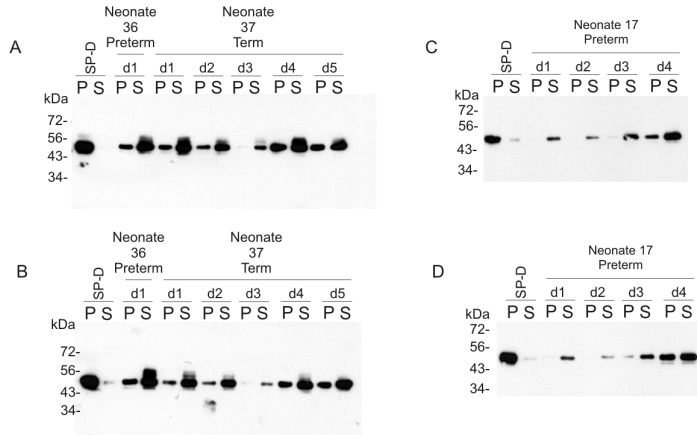 A
Neonate
36
Preterm
Neonate
37
Term
SP-D
d1 d1 d2 d3 d4 d5
P S P S P S P S P S P S P S
kDa
72-
56-
43-
34-
B
Neonate
36
Preterm
Neonate
37
Term
SP-D
d1 d1 d2 d3 d4 d5
P S P S P S P S P S P S P S
kDa
72-
56-
43-
34-
C
Neonate 17
Preterm
SP-D
d1 d2 d3 d4
P S P S P S P S P S
kDa
72-
56-
43-
34-
D
Neonate 17
Preterm
SP-D
d1 d2 d3 d4
P S P S P S P S P S
kDa
72-
56-
43-
34-